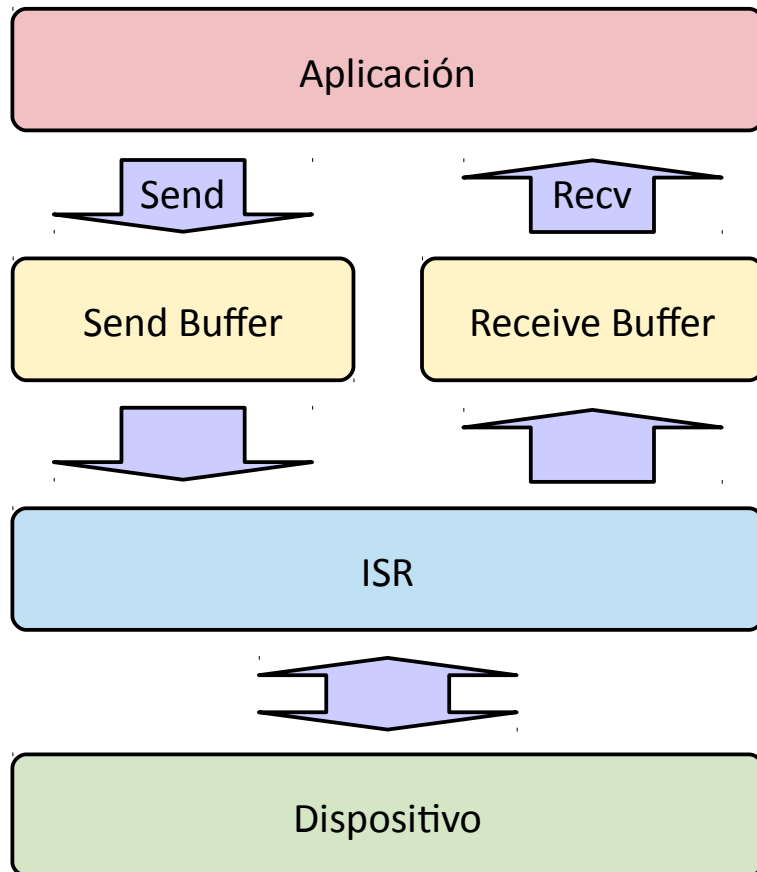 Aplicación
Send
Recv
Send Buffer
Receive Buffer
ISR
Dispositivo